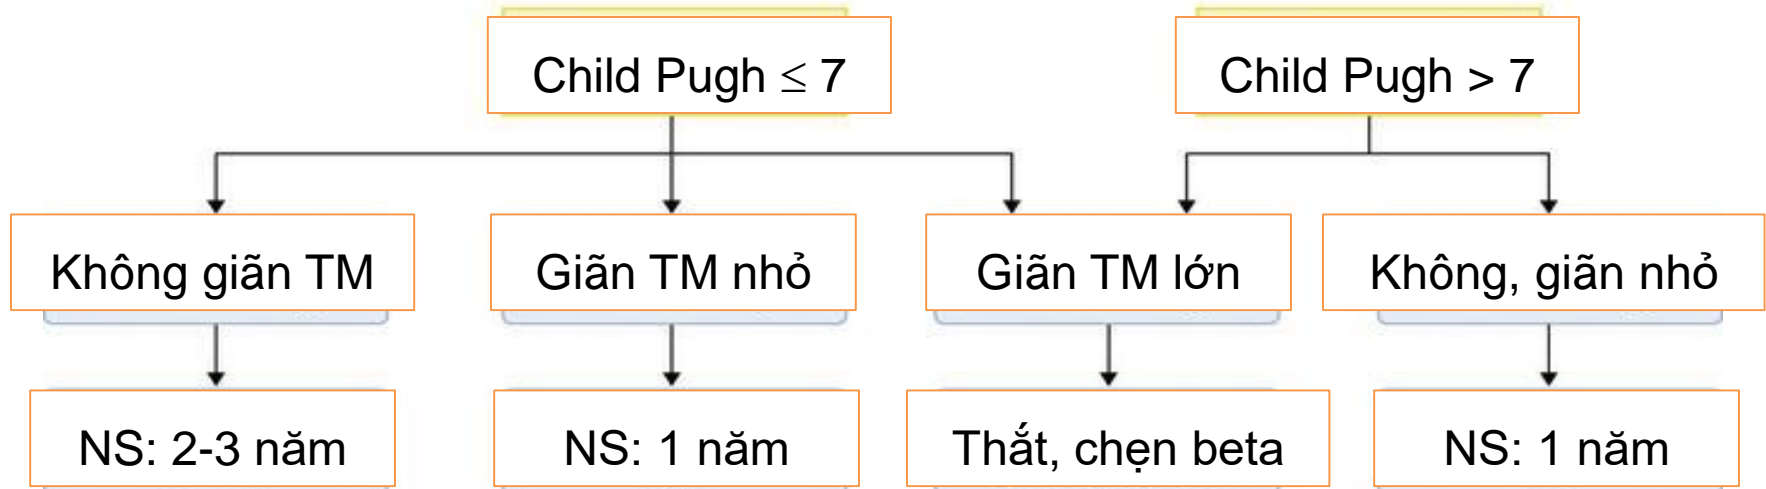 Child Pugh ≤ 7
Child Pugh > 7
Không giãn TM
Giãn TM nhỏ
Giãn TM lớn
Không, giãn nhỏ
NS: 2-3 năm
NS: 1 năm
Thắt, chẹn beta
NS: 1 năm